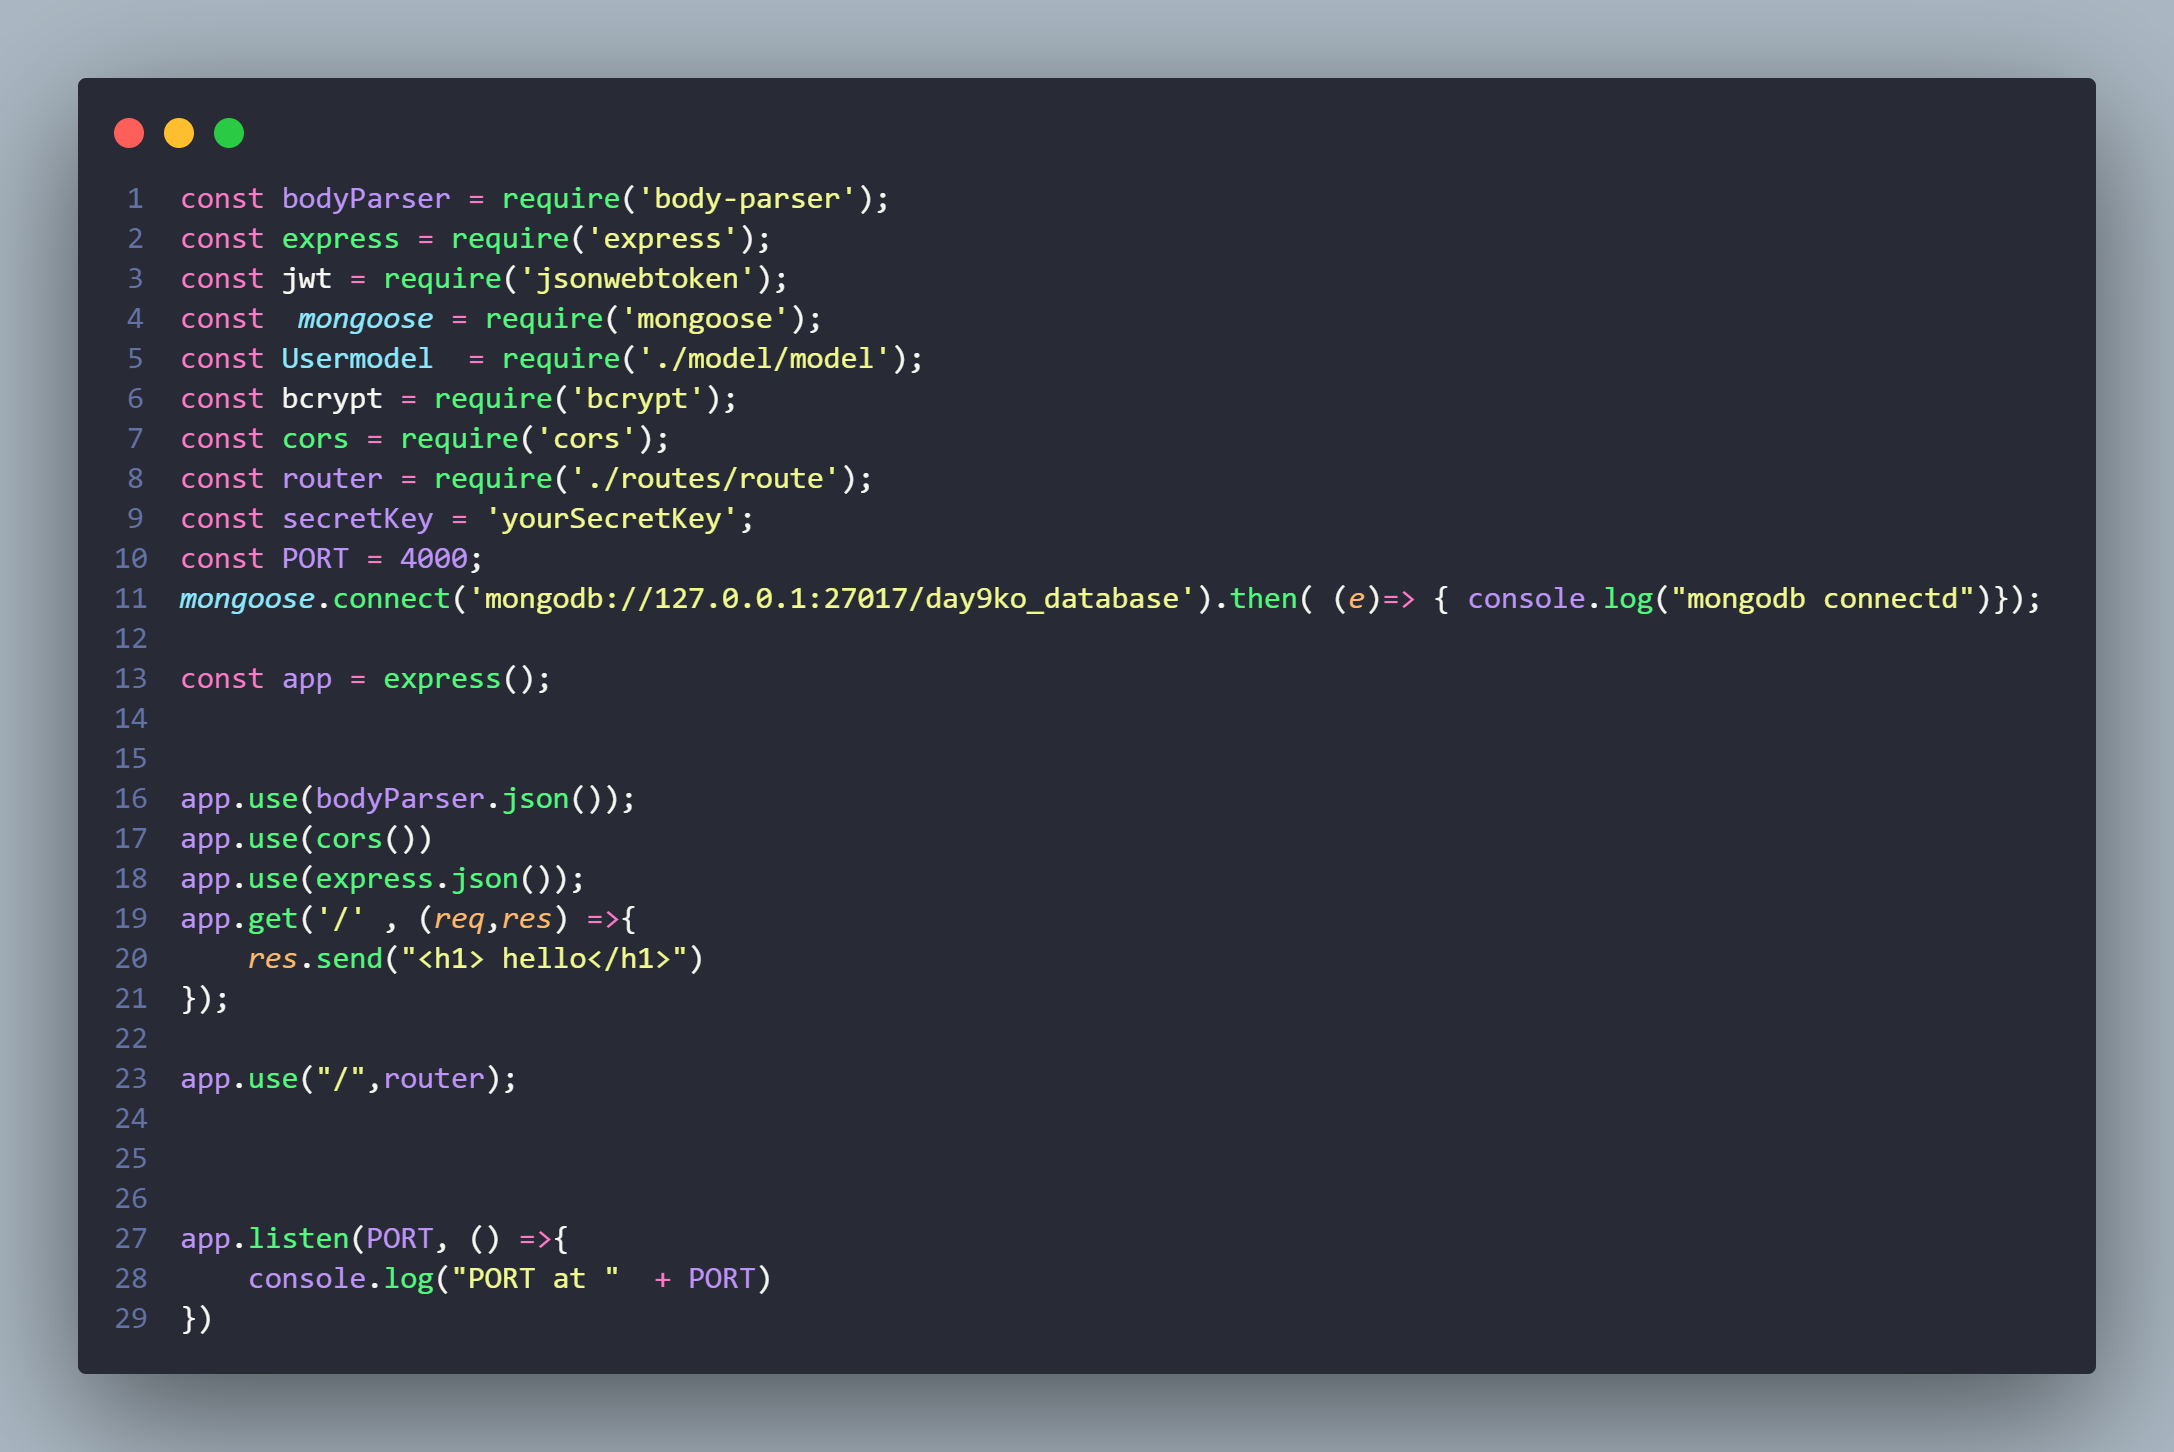 1 const bodyParser = require('body-parser');
2 const express = require('express');
3 const jwt = require('jsonwebtoken');
4 const  mongoose = require('mongoose');
5 const Usermodel  = require('./model/model');
6 const bcrypt = require('bcrypt');
7 const cors = require('cors');
8 const router = require('./routes/route');
9 const secretKey = 'yourSecretKey';
10 const PORT = 4000;
11 mongoose.connect('mongodb://127.0.0.1:27017/day9ko_database').then( (e)=> { console.log("mongodb connectd")});
12
13 const app = express();
14
15
16 app.use(bodyParser.json());
17 app.use(cors())
18 app.use(express.json());
19 app.get('/' , (req,res) =>{
20     res.send("<h1> hello</h1>")
21 });
22
23 app.use("/",router);
24
25
26
27 app.listen(PORT, () =>{
28     console.log("PORT at "  + PORT)
29 })